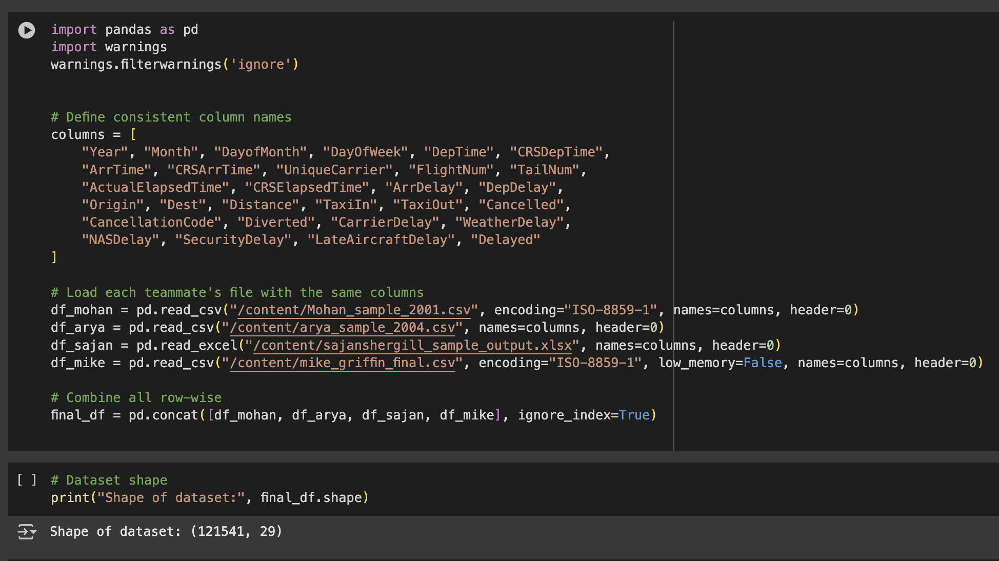 import pandas as pd
import warnings
warnings.filterwarnings('ignore')
# Define consistent column names
columns = [
"Year", "Month", "DayofMonth", "DayOfWeek", "DepTime", "CRSDepTime",
"ArrTime", "CRSArrTime", "UniqueCarrier", "FlightNum", "TailNum",
"ActualElapsedTime", "CRSElapsedTime", "ArrDelay", "DepDelay",
"Origin", "Dest", "Distance", "TaxiIn", "TaxiOut", "Cancelled",
"CancellationCode", "Diverted", "CarrierDelay", "WeatherDelay",
"NASDelay", "SecurityDelay", "LateAircraftDelay", "Delayed"
]
# Load each teammate's file with the same columns
df_mohan = pd.read_csv("/content/Mohan_sample_2001.csv", encoding="ISO-8859-1", names=columns, header=0)
df_arya = pd.read_csv("/content/arya_sample_2004.csv", names=columns, header=0)
df_sajan = pd.read_excel("/content/sajanshergill_sample_output.xlsx", names=columns, header=0)
df_mike = pd.read_csv("/content/mike_griffin_final.csv", encoding="ISO-8859-1", low_memory=False, names=columns, header=0)
# Combine all row-wise
final_df = pd.concat([df_mohan, df_arya, df_sajan, df_mike], ignore_index=True)
[ ] # Dataset shape
print("Shape of dataset:", final_df.shape)
Shape of dataset: (121541, 29)